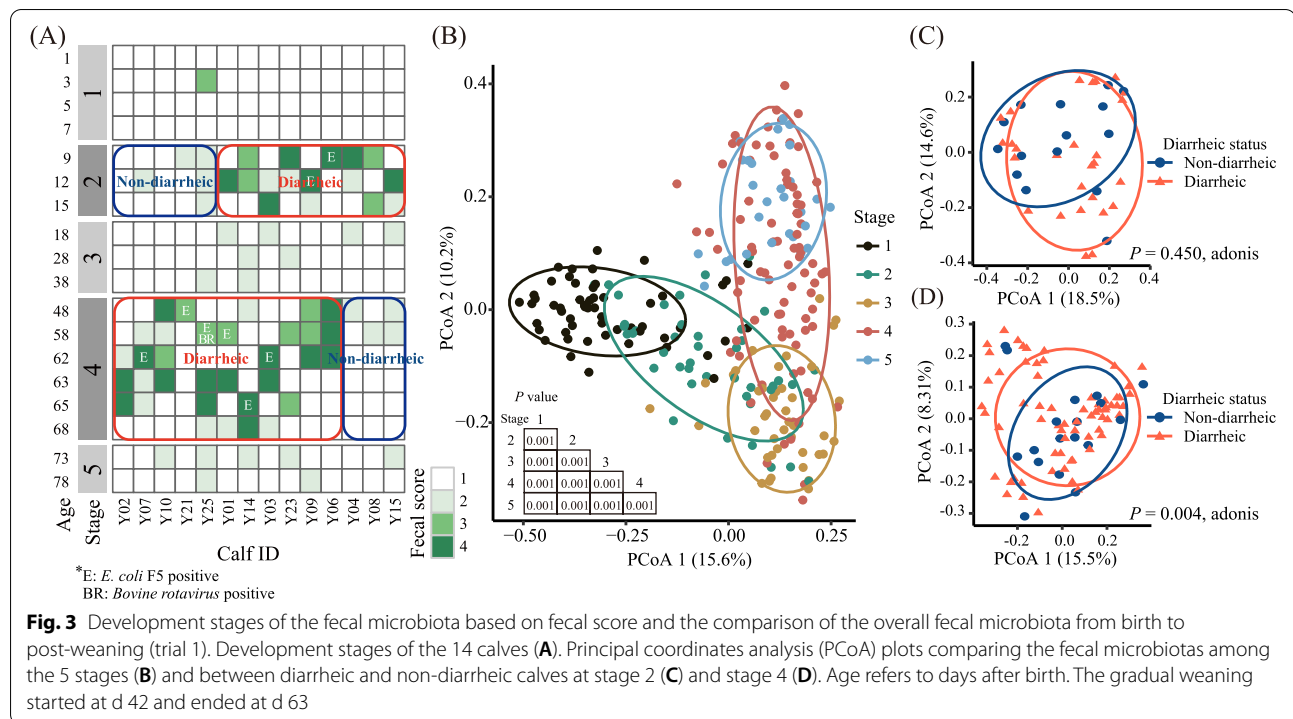 (A)
1
3
5
7
9
12
15
18
28
38
48
58
62
63
65
68
73
78
1
2
3
4
5
Non-diarrheic
Diarrheic
E
E
E
E
BR
E
Diarrheic
Non-diarrheic
E
E
E
Age
Stage
Y02
Y07
Y10
Y21
Y25
Y01
Y14
Y03
Y23
Y09
Y06
Y04
Y08
Y15
Calf ID
Fecal score
1
2
3
4
*E: E. coli F5 positive
BR: Bovine rotavirus positive
(B)
PCoA 2 (10.2%)
0.4
0.2
0.0
−0.2
−0.50
−0.25
0.00
0.25
PCoA 1 (15.6%)
P value
Stage 1
2 0.001 2
3 0.001 0.001 3
4 0.001 0.001 0.001 4
5 0.001 0.001 0.001 0.001
Stage
1
2
3
4
5
(C)
PCoA 2 (14.6%)
0.2
0.0
-0.2
-0.4
-0.4 -0.2 0.0 0.2 0.4
PCoA 1 (18.5%)
Diarrheic status
Non-diarrheic
Diarrheic
P = 0.450, adonis
(D)
PCoA 2 (8.31%)
0.3
0.2
0.1
0.0
-0.1
-0.2
-0.3
-0.2 0.0 0.2
PCoA 1 (15.5%)
Diarrheic status
Non-diarrheic
Diarrheic
P = 0.004, adonis
Fig. 3 Development stages of the fecal microbiota based on fecal score and the comparison of the overall fecal microbiota from birth to
post-weaning (trial 1). Development stages of the 14 calves (A). Principal coordinates analysis (PCoA) plots comparing the fecal microbiotas among
the 5 stages (B) and between diarrheic and non-diarrheic calves at stage 2 (C) and stage 4 (D). Age refers to days after birth. The gradual weaning
started at d 42 and ended at d 63